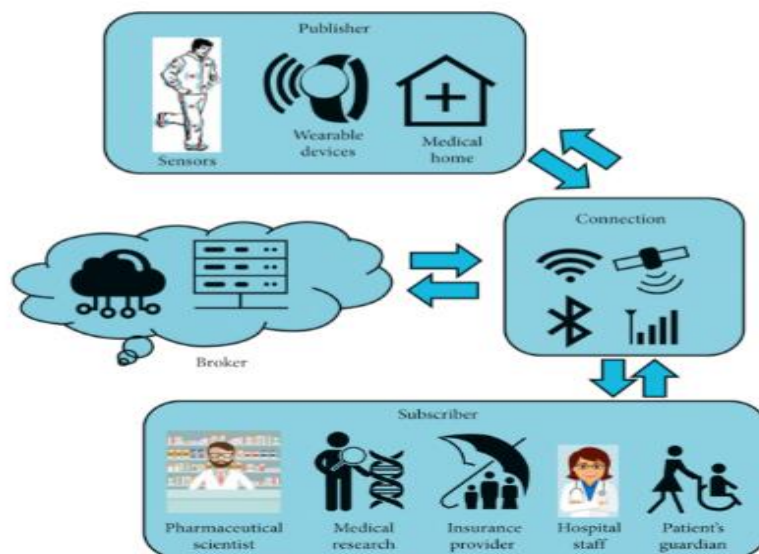 Publisher
Sensors
Wearable
devices
Medical
home
Connection
Broker
Subscriber
Pharmaceutical
scientist
Medical
research
Insurance
provider
Hospital
staff
Patient's
guardian